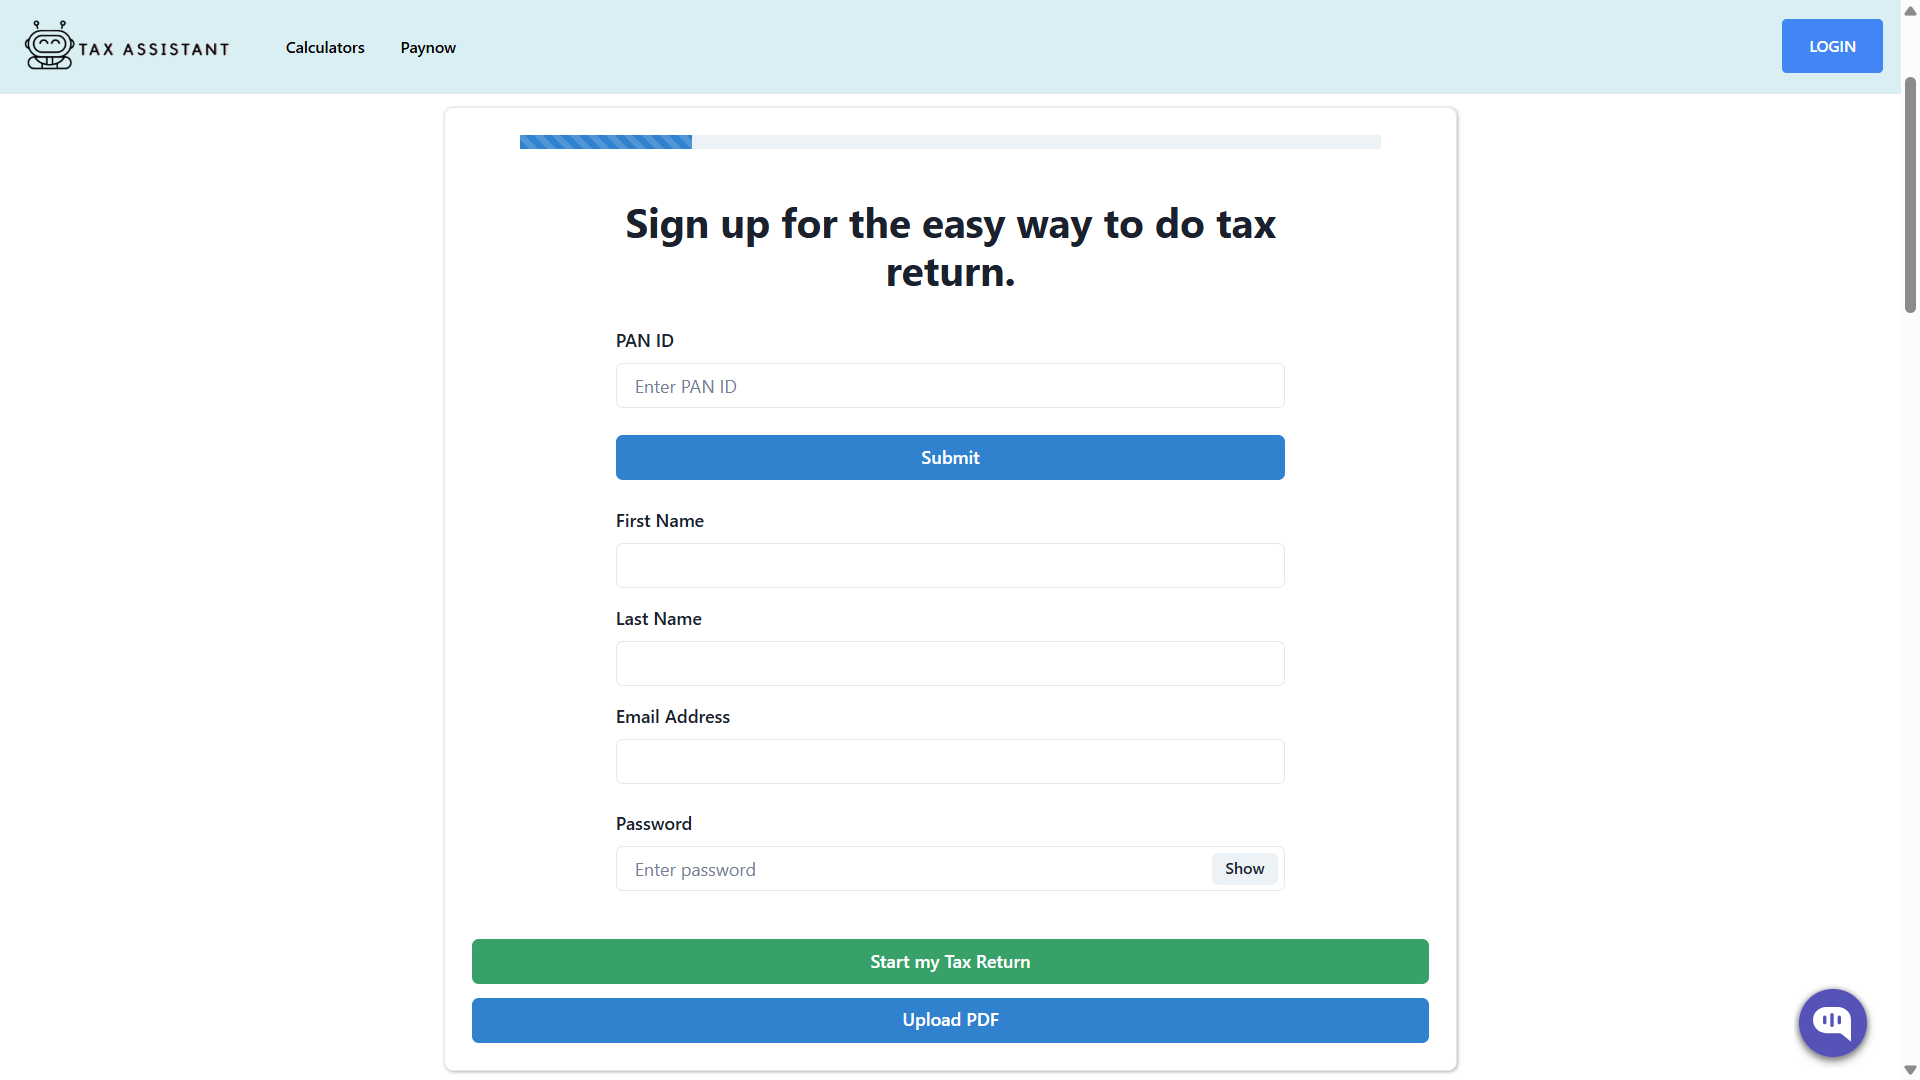 TAX ASSISTANT
Calculators
Paynow
LOGIN
Sign up for the easy way to do tax
return.
PAN ID
Enter PAN ID
Submit
First Name
Last Name
Email Address
Password
Enter password
Show
Start my Tax Return
Upload PDF